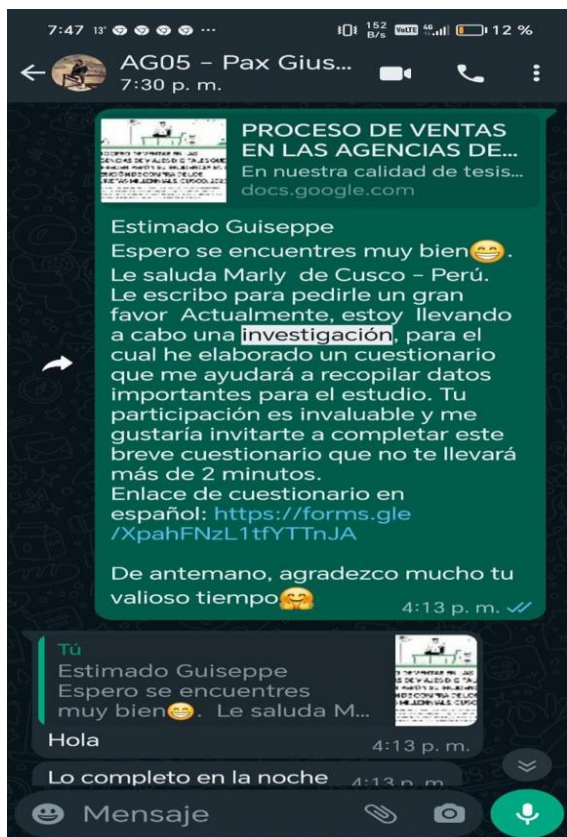 7:47 13° ···
152 B/s VoLTE 4G 12 %
AG05 – Pax Gius...
7:30 p. m.
PROCESO DE VENTAS
EN LAS AGENCIAS DE...
En nuestra calidad de tesis...
docs.google.com
Estimado Guiseppe
Espero se encuentres muy bien😁.
Le saluda Marly de Cusco – Perú.
Le escribo para pedirle un gran
favor Actualmente, estoy llevando
a cabo una investigación, para el
cual he elaborado un cuestionario
que me ayudará a recopilar datos
importantes para el estudio. Tu
participación es invaluable y me
gustaría invitarte a completar este
breve cuestionario que no te llevará
más de 2 minutos.
Enlace de cuestionario en
español: https://forms.gle
/XpahFNzL1tfYTTnJA
De antemano, agradezco mucho tu
valioso tiempo🤗
4:13 p. m.
Tú
Estimado Guiseppe
Espero se encuentres
muy bien😁. Le saluda M...
Hola
4:13 p. m.
Lo completo en la noche 4:13 p. m.
Mensaje